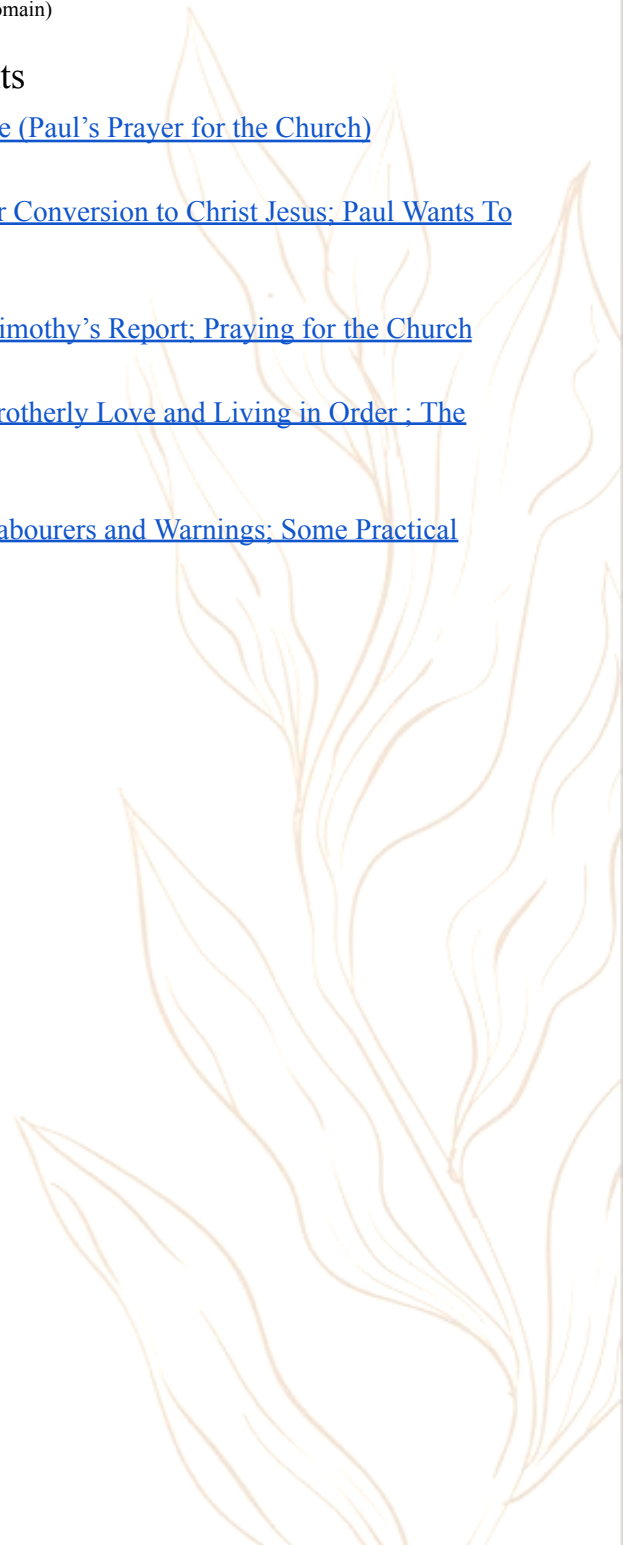 omain)
ts
e (Paul’s Prayer for the Church)
r Conversion to Christ Jesus; Paul Wants To
imothy’s Report; Praying for the Church
rotherly Love and Living in Order ; The
abourers and Warnings; Some Practical